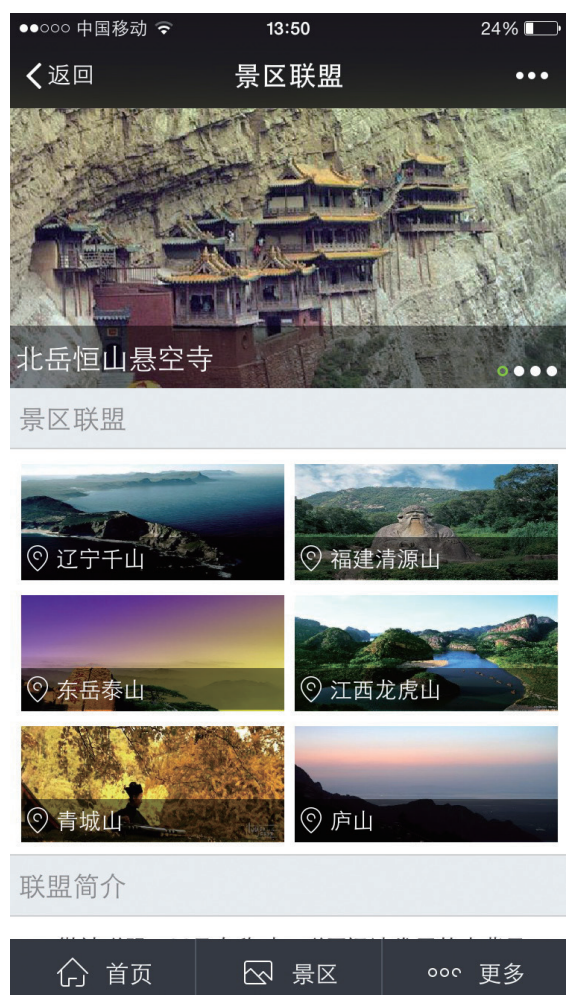 中国移动 13:50 24%
返回 景区联盟
北岳恒山悬空寺
景区联盟
辽宁千山 福建清源山
东岳泰山 江西龙虎山
青城山 庐山
联盟简介
首页 景区 更多